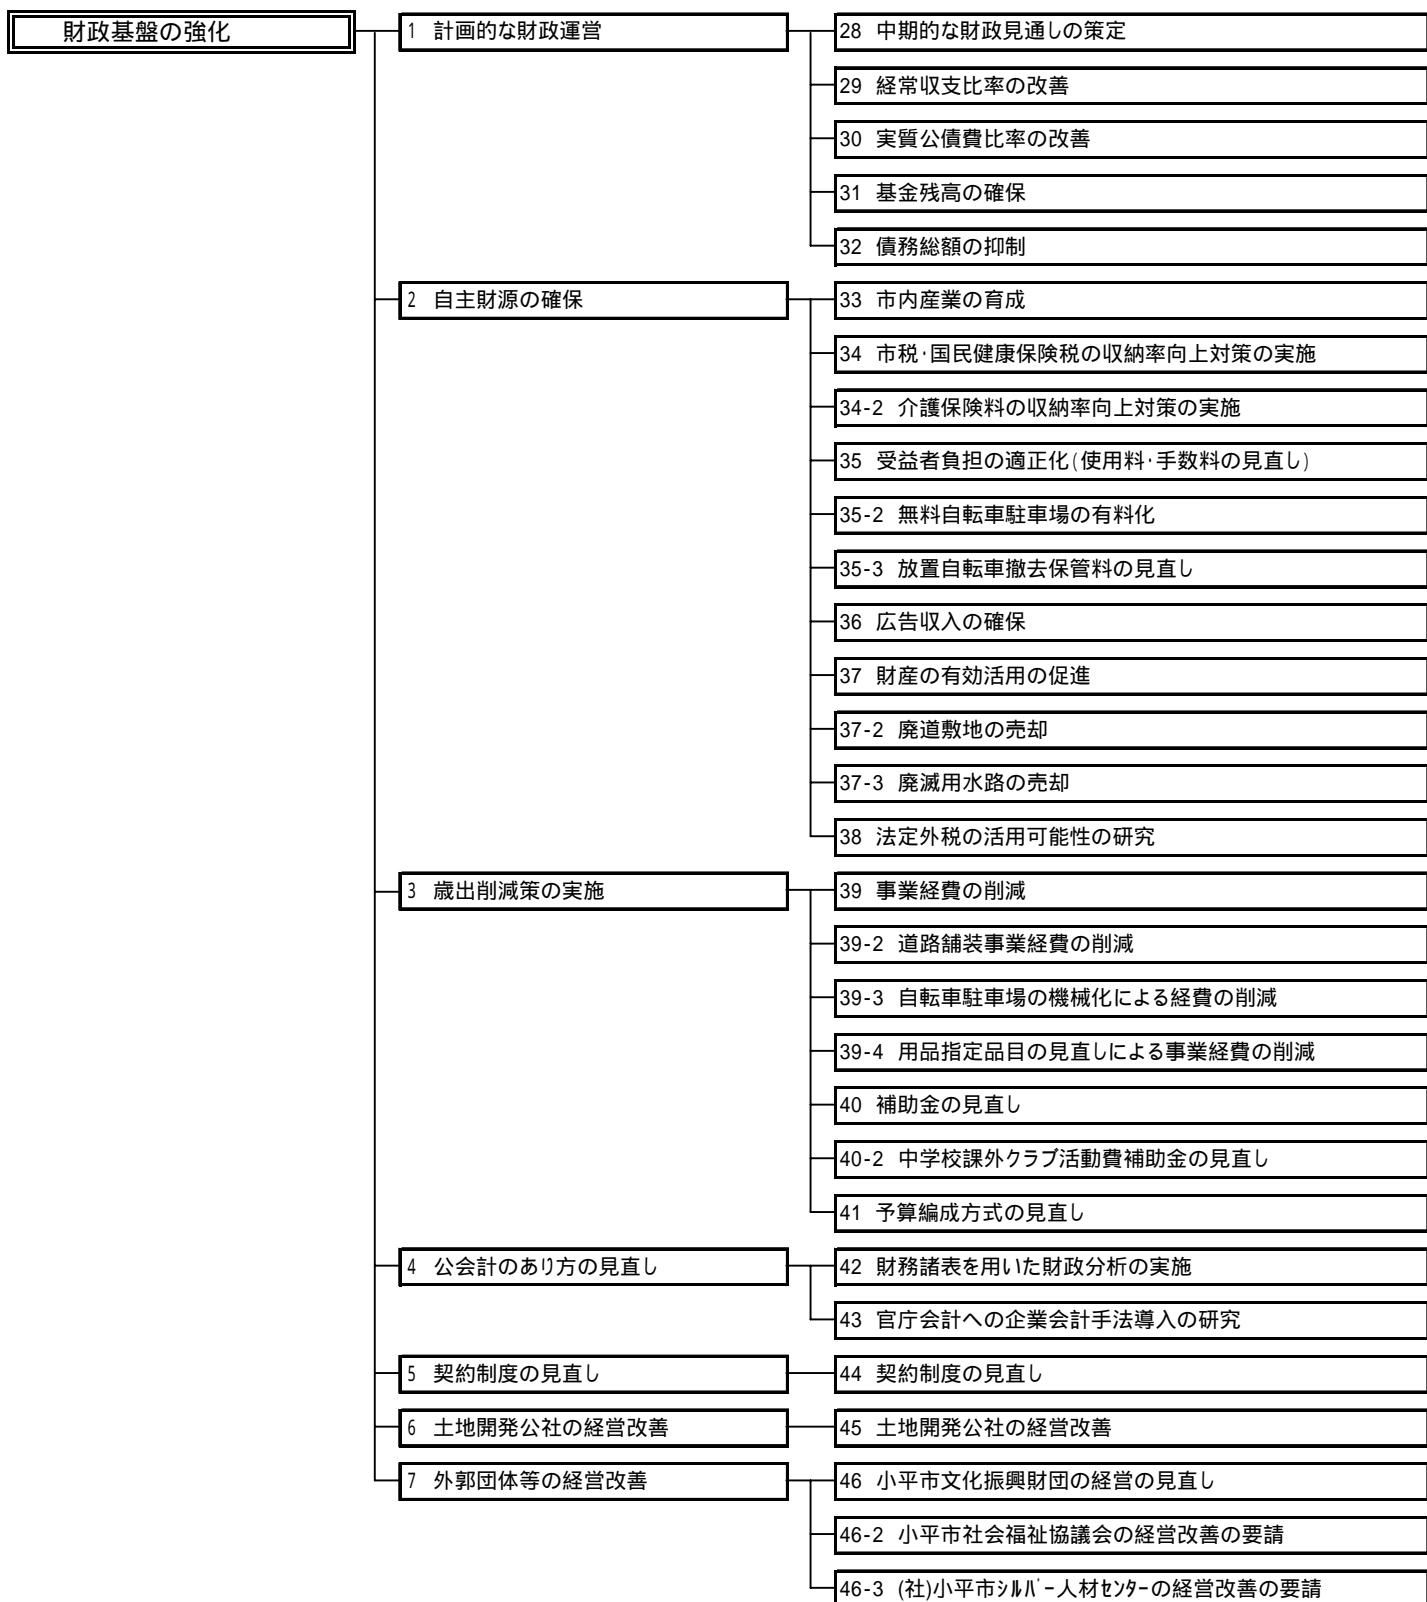 財政基盤の強化
1 計画的な財政運営
28 中期的な財政見通しの策定
29 経常収支比率の改善
30 実質公債費比率の改善
31 基金残高の確保
32 債務総額の抑制
2 自主財源の確保
33 市内産業の育成
34 市税・国民健康保険税の収納率向上対策の実施
34-2 介護保険料の収納率向上対策の実施
35 受益者負担の適正化(使用料・手数料の見直し)
35-2 無料自転車駐車場の有料化
35-3 放置自転車撤去保管料の見直し
36 広告収入の確保
37 財産の有効活用の促進
37-2 廃道敷地の売却
37-3 廃滅用水路の売却
38 法定外税の活用可能性の研究
3 歳出削減策の実施
39 事業経費の削減
39-2 道路舗装事業経費の削減
39-3 自転車駐車場の機械化による経費の削減
39-4 用品指定品目の見直しによる事業経費の削減
40 補助金の見直し
40-2 中学校課外クラブ活動費補助金の見直し
41 予算編成方式の見直し
4 公会計のあり方の見直し
42 財務諸表を用いた財政分析の実施
43 官庁会計への企業会計手法導入の研究
5 契約制度の見直し
44 契約制度の見直し
6 土地開発公社の経営改善
45 土地開発公社の経営改善
7 外郭団体等の経営改善
46 小平市文化振興財団の経営の見直し
46-2 小平市社会福祉協議会の経営改善の要請
46-3 (社)小平市ｼﾙﾊﾞｰ人材ｾﾝﾀｰの経営改善の要請